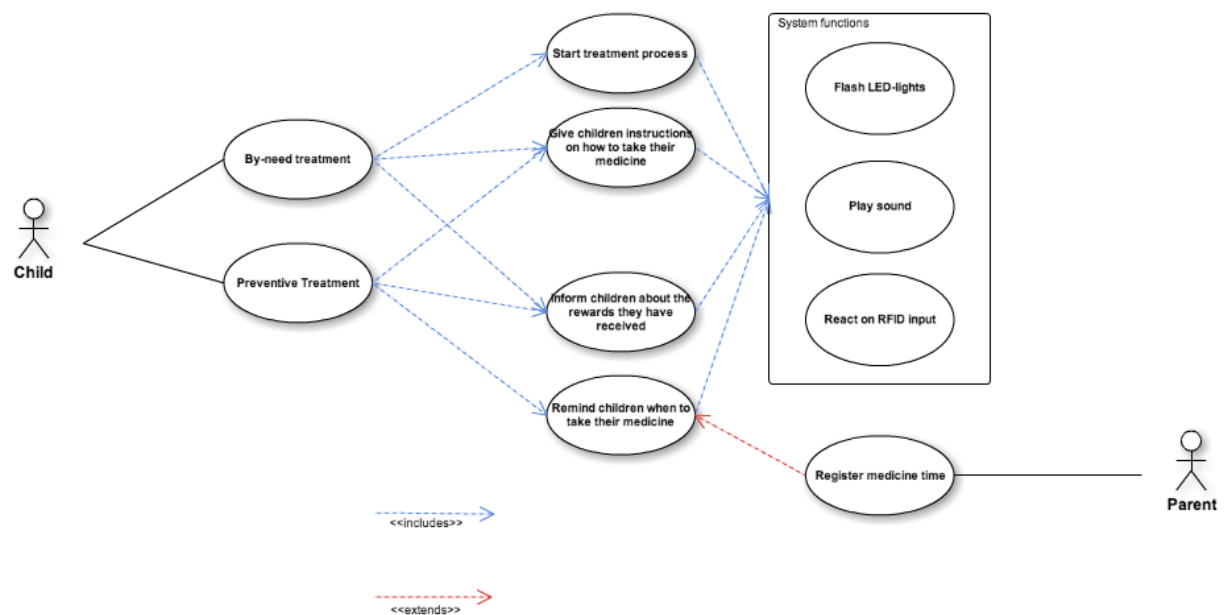 System functions
Start treatment process
Flash LED-lights
Give children instructions
on how to take their
medicine
By-need treatment
Play sound
Child
Preventive Treatment
Inform children about the
rewards they have
received
React on RFID input
Remind children when to
take their medicine
Register medicine time
Parent
<<includes>>
<<extends>>